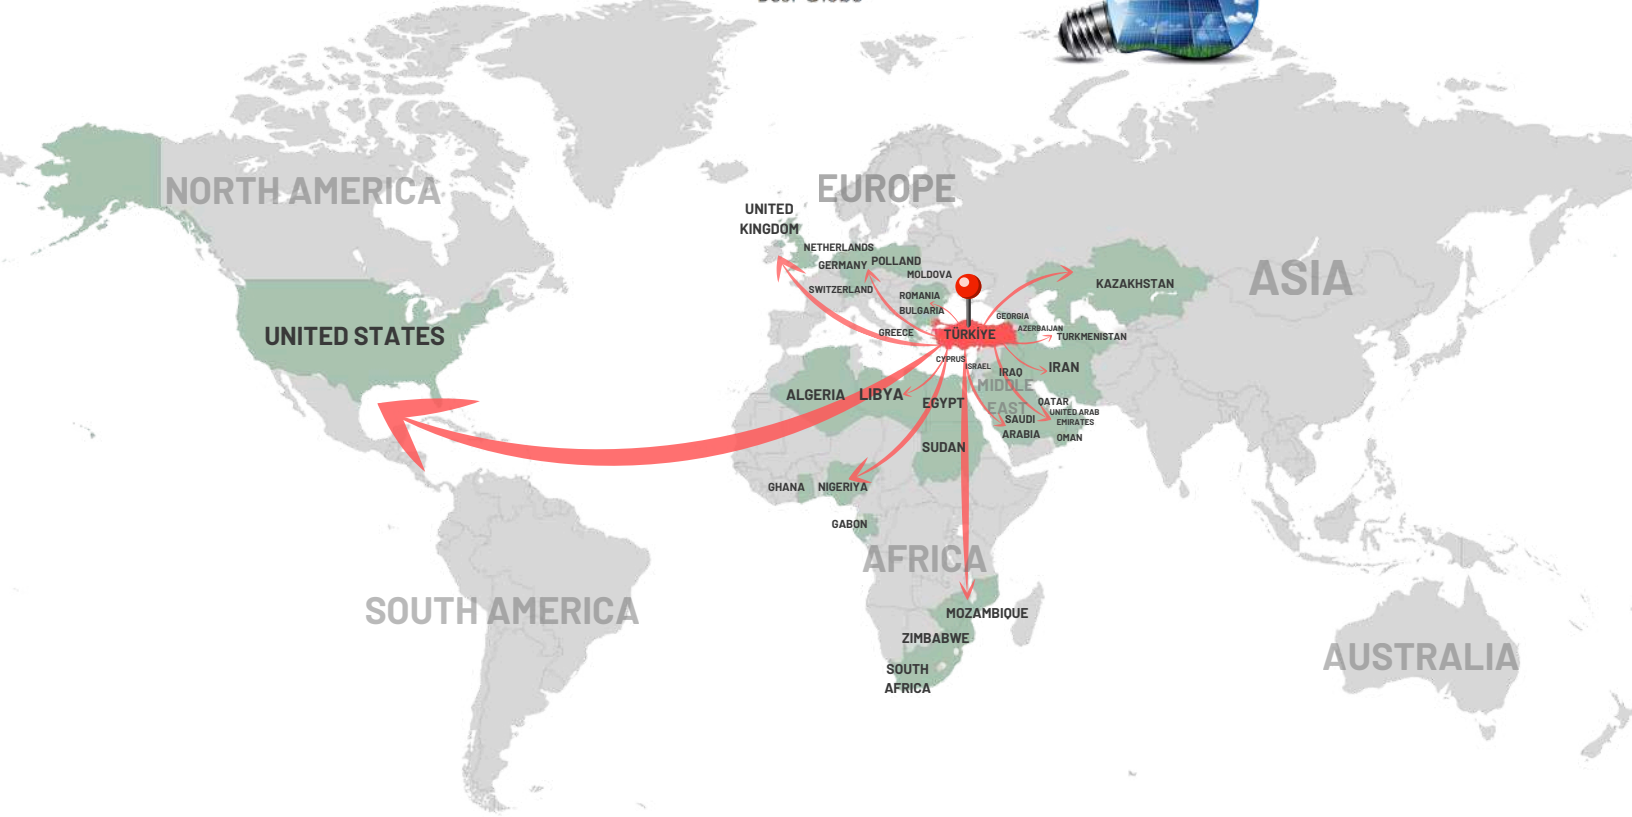 NORTH AMERICA
EUROPE
UNITED
KINGDOM
NETHERLANDS
GERMANY
POLLAND
MOLDOVA
SWITZERLAND
ROMANIA
BULGARIA
GREECE
TÜRKİYE
GEORGIA
AZERBAIJAN
TURKMENISTAN
KAZAKHSTAN
ASIA
UNITED STATES
CYPRUS
ISRAEL
IRAQ
IRAN
MIDDLE
EAST
ALGERIA
LIBYA
EGYPT
QATAR
SAUDI
ARABIA
UNITED ARAB
EMIRATES
OMAN
SUDAN
GHANA
NIGERIYA
GABON
AFRICA
SOUTH AMERICA
MOZAMBIQUE
ZIMBABWE
SOUTH
AFRICA
AUSTRALIA